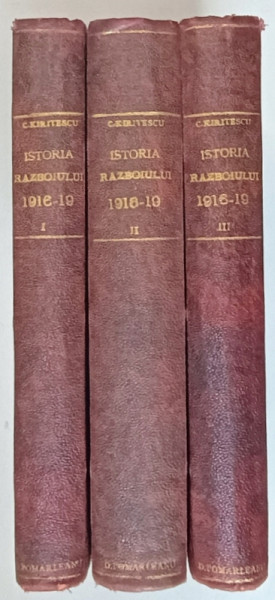 C. KIRITESCU
ISTORIA
RAZBOIULUI
1916-19
I
D. POMARLEANU
C. KIRITESCU
ISTORIA
RAZBOIULUI
1916-19
II
D. POMARLEANU
C. KIRITESCU
ISTORIA
RAZBOIULUI
1916-19
III
D. POMARLEANU